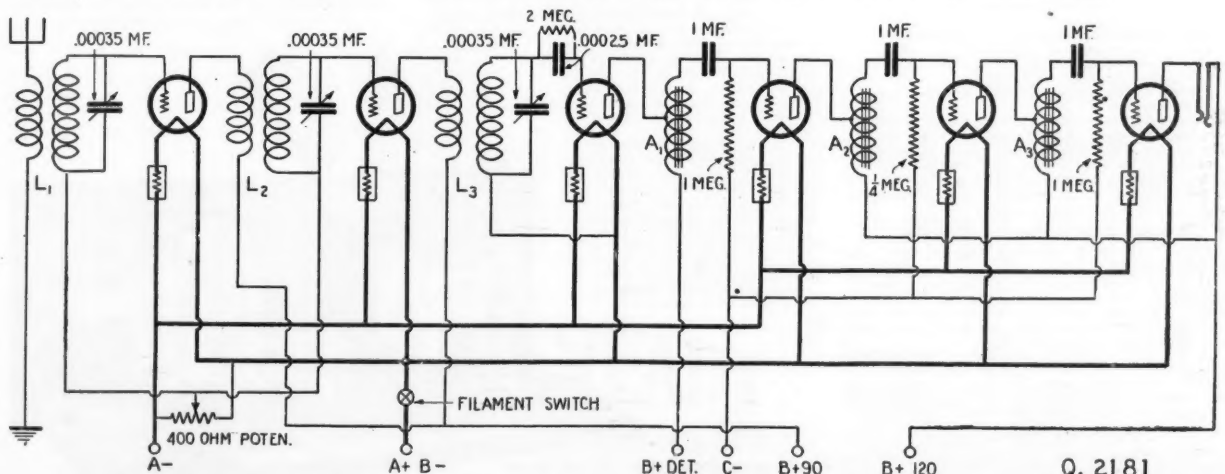 2 MEG.
.00035 MF.
.00035 MF.
.00035 MF.
.00025 MF.
1 MF.
1 MF.
1 MF.
L1
L2
L3
A1
1 MEG.
A2
1/4 MEG.
A3
1 MEG.
FILAMENT SWITCH
400 OHM POTEN.
A-
A+ B-
B+ DET.
C-
B+90
B+ 120
Q. 2181